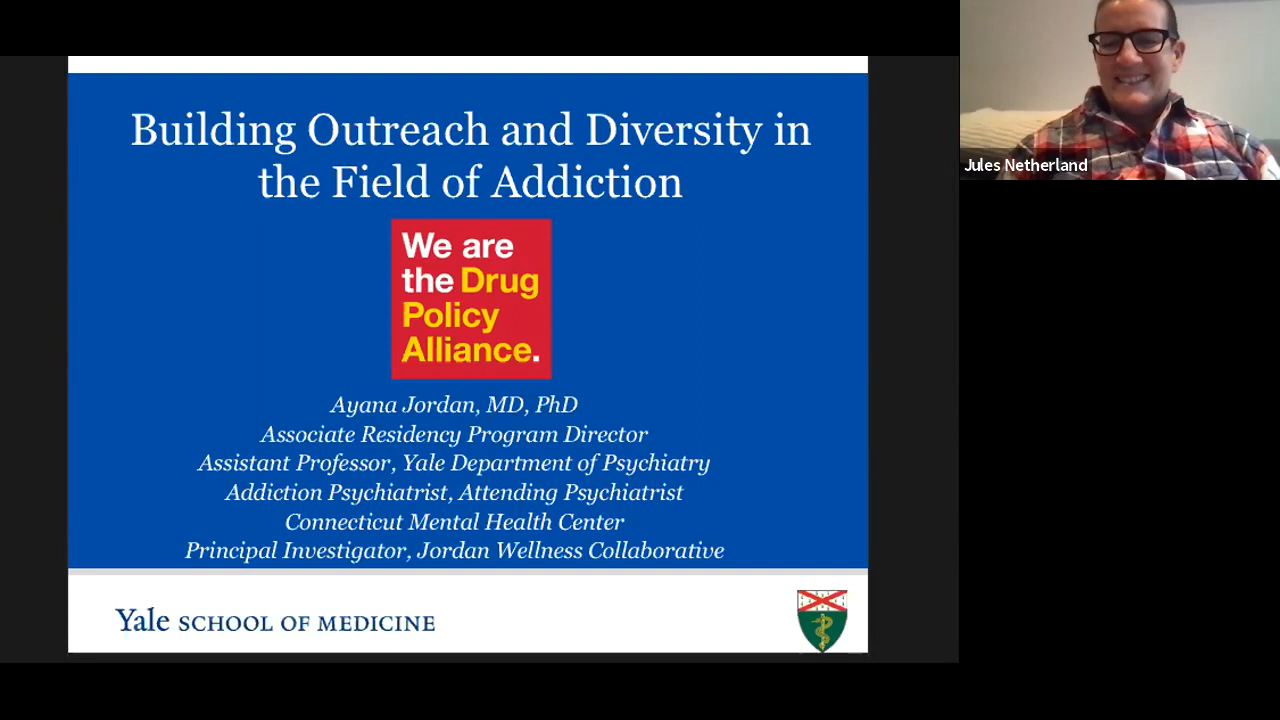 Building Outreach and Diversity in
the Field of Addiction
We are
the Drug
Policy
Alliance.
Ayana Jordan, MD, PhD
Associate Residency Program Director
Assistant Professor, Yale Department of Psychiatry
Addiction Psychiatrist, Attending Psychiatrist
Connecticut Mental Health Center
Principal Investigator, Jordan Wellness Collaborative
Yale SCHOOL OF MEDICINE
Jules Netherland